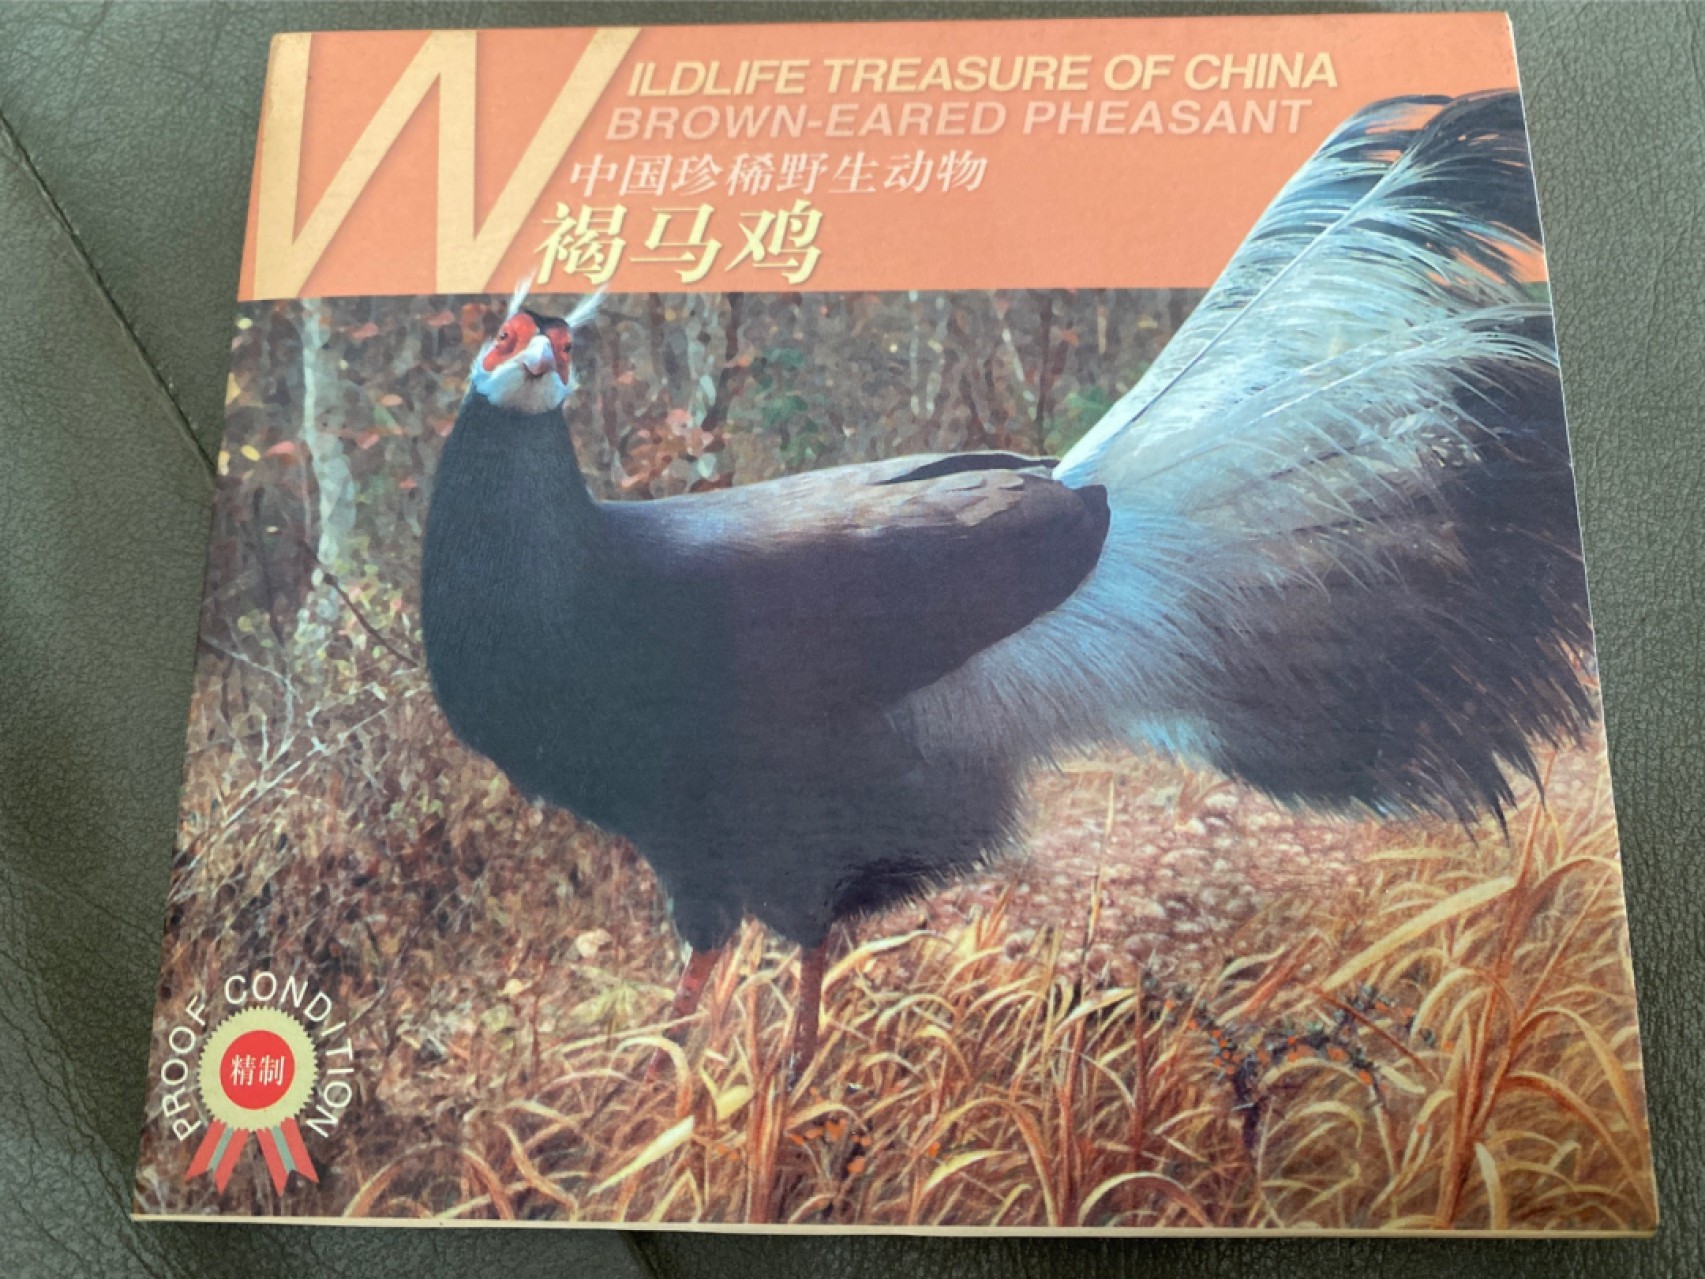 WILDLIFE TREASURE OF CHINA
BROWN-EARED PHEASANT
中国珍稀野生动物
褐马鸡
PROOF CONDITION
精制